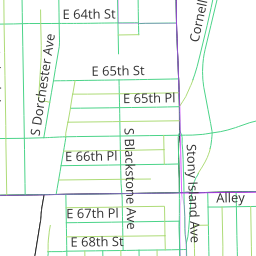 E 64th St
Cornell
S Dorchester Ave
E 65th St
E 65th Pl
S Blackstone Ave
E 66th Pl
Stony Island Ave
Alley
E 67th Pl
E 68th St